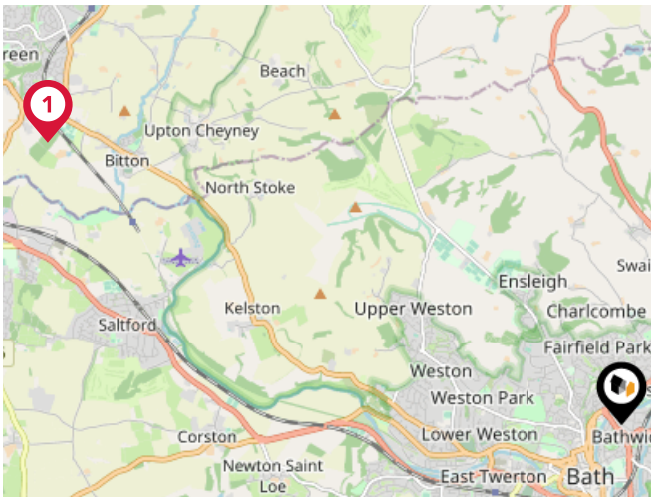 reen
Beach
1
Upton Cheyney
Bitton
North Stoke
Swai
Ensleigh
Kelston
Upper Weston
Charlcombe
Saltford
Fairfield Park
Weston
Weston Park
Corston
Lower Weston
Bathwic
Newton Saint
Loe
East Twerton
Bath